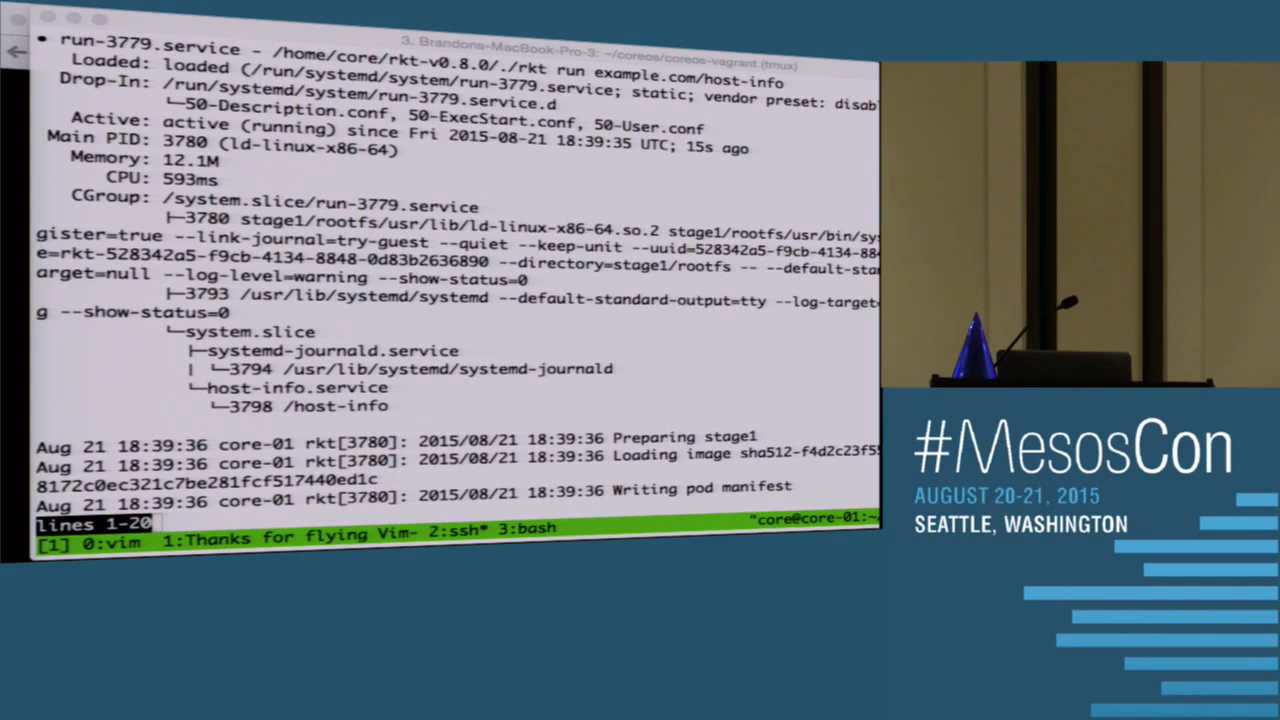 3. Brandons-MacBook-Pro-3: ~/coreos/coreos-vagrant (tmux)
● run-3779.service - /home/core/rkt-v0.8.0/./rkt run example.com/host-info
Loaded: loaded (/run/systemd/system/run-3779.service; static; vendor preset: disab
Drop-In: /run/systemd/system/run-3779.service.d
└─50-Description.conf, 50-ExecStart.conf, 50-User.conf
Active: active (running) since Fri 2015-08-21 18:39:35 UTC; 15s ago
Main PID: 3780 (ld-linux-x86-64)
Memory: 12.1M
CPU: 593ms
CGroup: /system.slice/run-3779.service
├─3780 stage1/rootfs/usr/lib/ld-linux-x86-64.so.2 stage1/rootfs/usr/bin/sys
gister=true --link-journal=try-guest --quiet --keep-unit --uuid=528342a5-f9cb-4134-884
e=rkt-528342a5-f9cb-4134-8848-0d83b2636890 --directory=stage1/rootfs -- --default-stan
arget=null --log-level=warning --show-status=0
├─3793 /usr/lib/systemd/systemd --default-standard-output=tty --log-target=
g --show-status=0
└─system.slice
├─systemd-journald.service
│ └─3794 /usr/lib/systemd/systemd-journald
└─host-info.service
└─3798 /host-info
Aug 21 18:39:36 core-01 rkt[3780]: 2015/08/21 18:39:36 Preparing stage1
Aug 21 18:39:36 core-01 rkt[3780]: 2015/08/21 18:39:36 Loading image sha512-f4d2c23f55
8172c0ec321c7be281fcf517440ed1c
Aug 21 18:39:36 core-01 rkt[3780]: 2015/08/21 18:39:36 Writing pod manifest
lines 1-20
[1] 0:vim 1:Thanks for flying Vim- 2:ssh* 3:bash "core@core-01:~
#MesosCon
AUGUST 20-21, 2015
SEATTLE, WASHINGTON